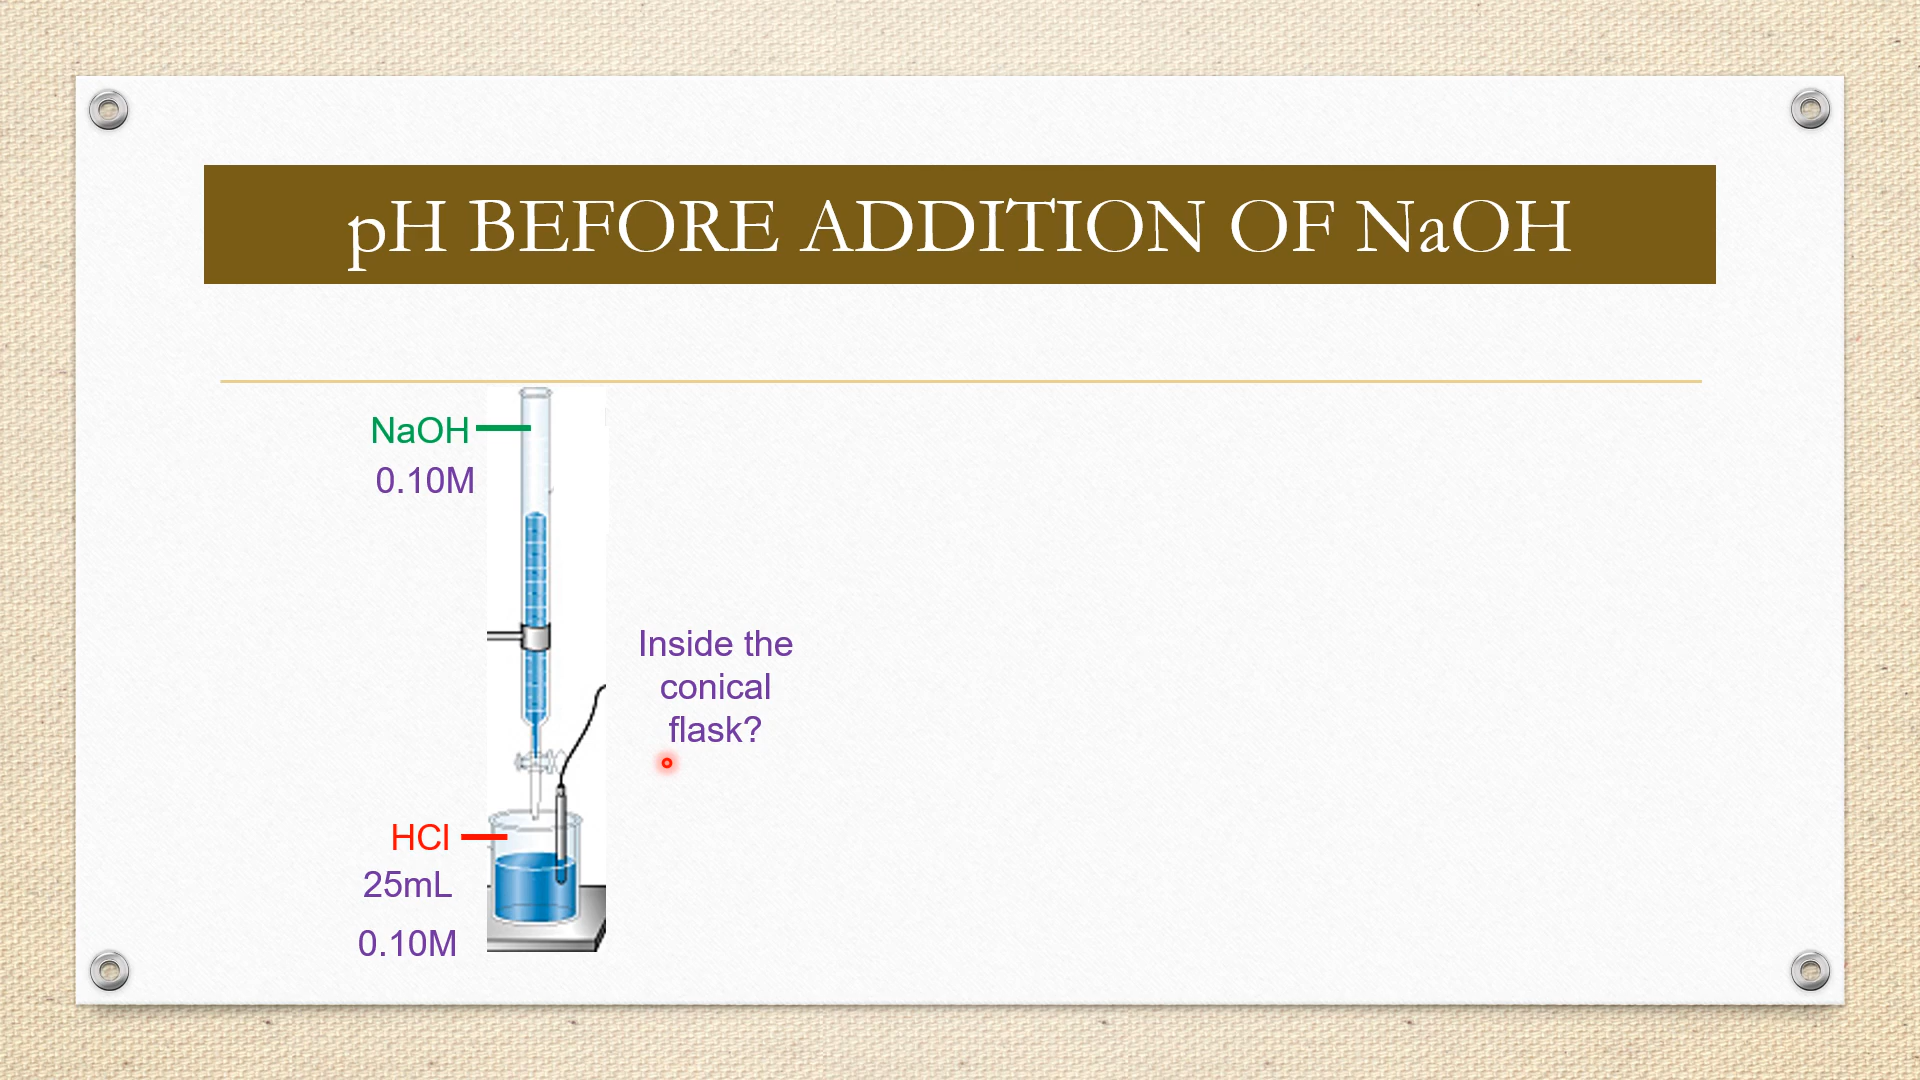 pH BEFORE ADDITION OF NaOH
NaOH
0.10M
Inside the
conical
flask?
HCl
25mL
0.10M